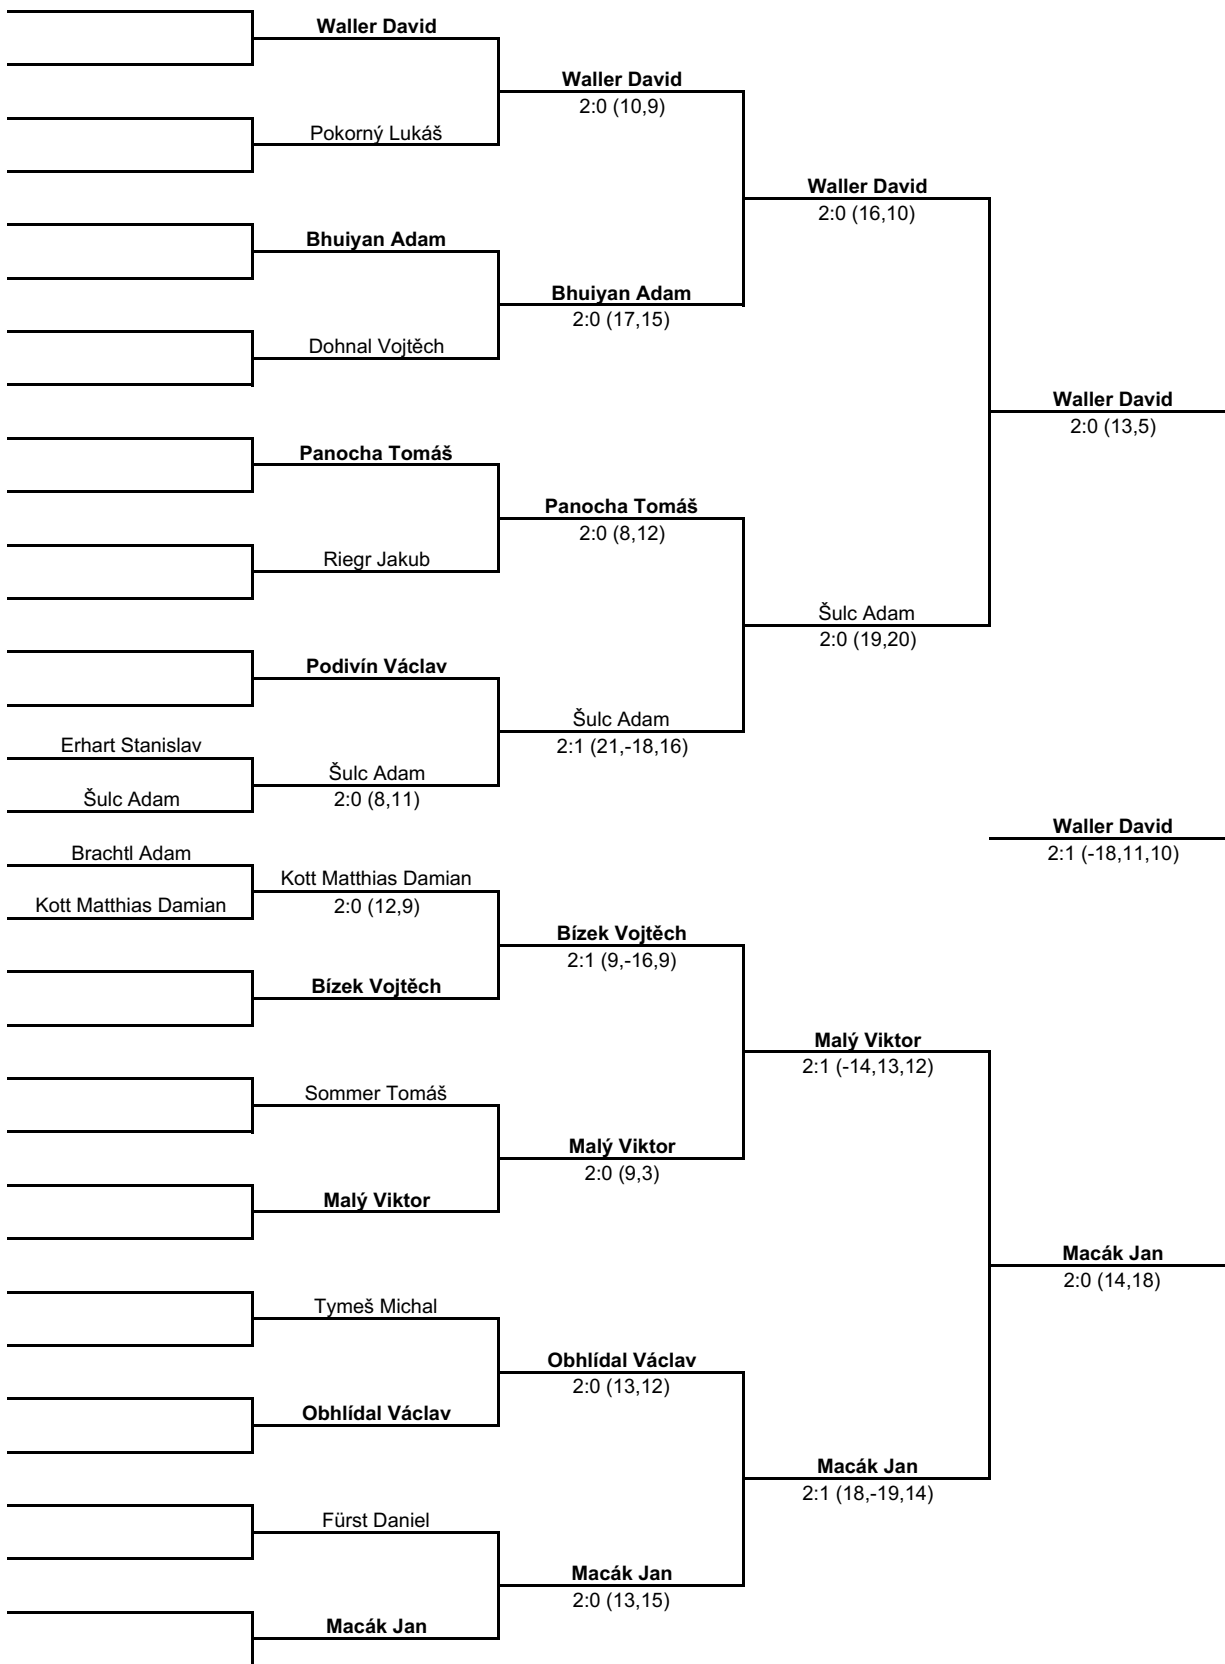 Waller David
Waller David
2:0 (10,9)
Pokorný Lukáš
Waller David
2:0 (16,10)
Bhuiyan Adam
Bhuiyan Adam
2:0 (17,15)
Dohnal Vojtěch
Waller David
2:0 (13,5)
Panocha Tomáš
Panocha Tomáš
2:0 (8,12)
Riegr Jakub
Šulc Adam
2:0 (19,20)
Podivín Václav
Šulc Adam
2:1 (21,-18,16)
Erhart Stanislav
Šulc Adam
2:0 (8,11)
Šulc Adam
Waller David
2:1 (-18,11,10)
Brachtl Adam
Kott Matthias Damian
2:0 (12,9)
Kott Matthias Damian
Bízek Vojtěch
2:1 (9,-16,9)
Bízek Vojtěch
Malý Viktor
2:1 (-14,13,12)
Sommer Tomáš
Malý Viktor
2:0 (9,3)
Malý Viktor
Macák Jan
2:0 (14,18)
Tymeš Michal
Obhlídal Václav
2:0 (13,12)
Obhlídal Václav
Macák Jan
2:1 (18,-19,14)
Fürst Daniel
Macák Jan
2:0 (13,15)
Macák Jan